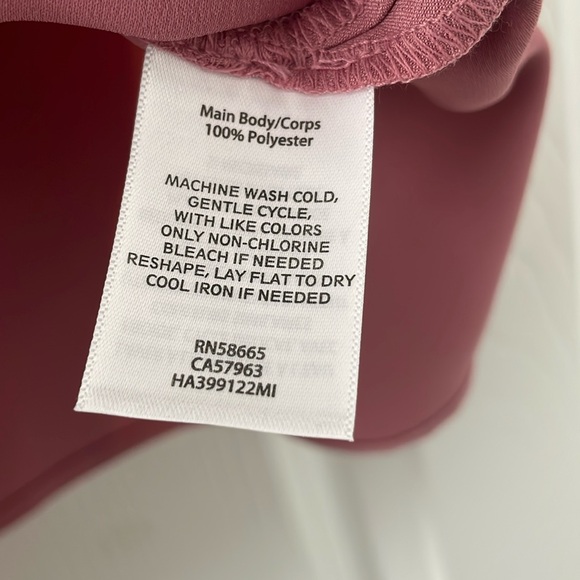 Main Body/Corps
100% Polyester
MACHINE WASH COLD,
GENTLE CYCLE,
WITH LIKE COLORS
ONLY NON-CHLORINE
BLEACH IF NEEDED
RESHAPE, LAY FLAT TO DRY
COOL IRON IF NEEDED
RN58665
CA57963
HA399122MI